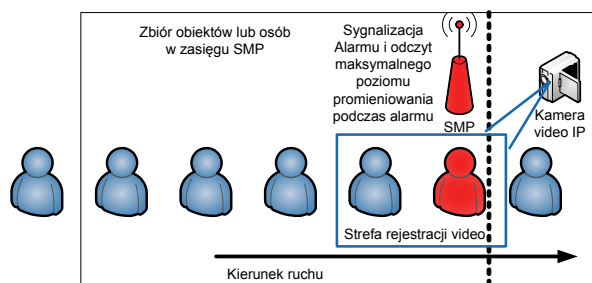 Zbiór obiektów lub osób
w zasięgu SMP
Sygnalizacja
Alarmu i odczyt
maksymalnego
poziomu
promieniowania
podczas alarmu
SMP
Kamera
video IP
Strefa rejestracji video
Kierunek ruchu